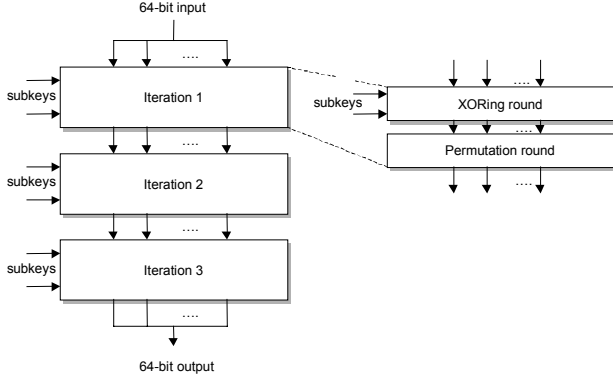 64-bit input
....
Iteration 1
subkeys
....
Iteration 2
subkeys
....
Iteration 3
subkeys
....
64-bit output
....
XORing round
subkeys
....
Permutation round
....